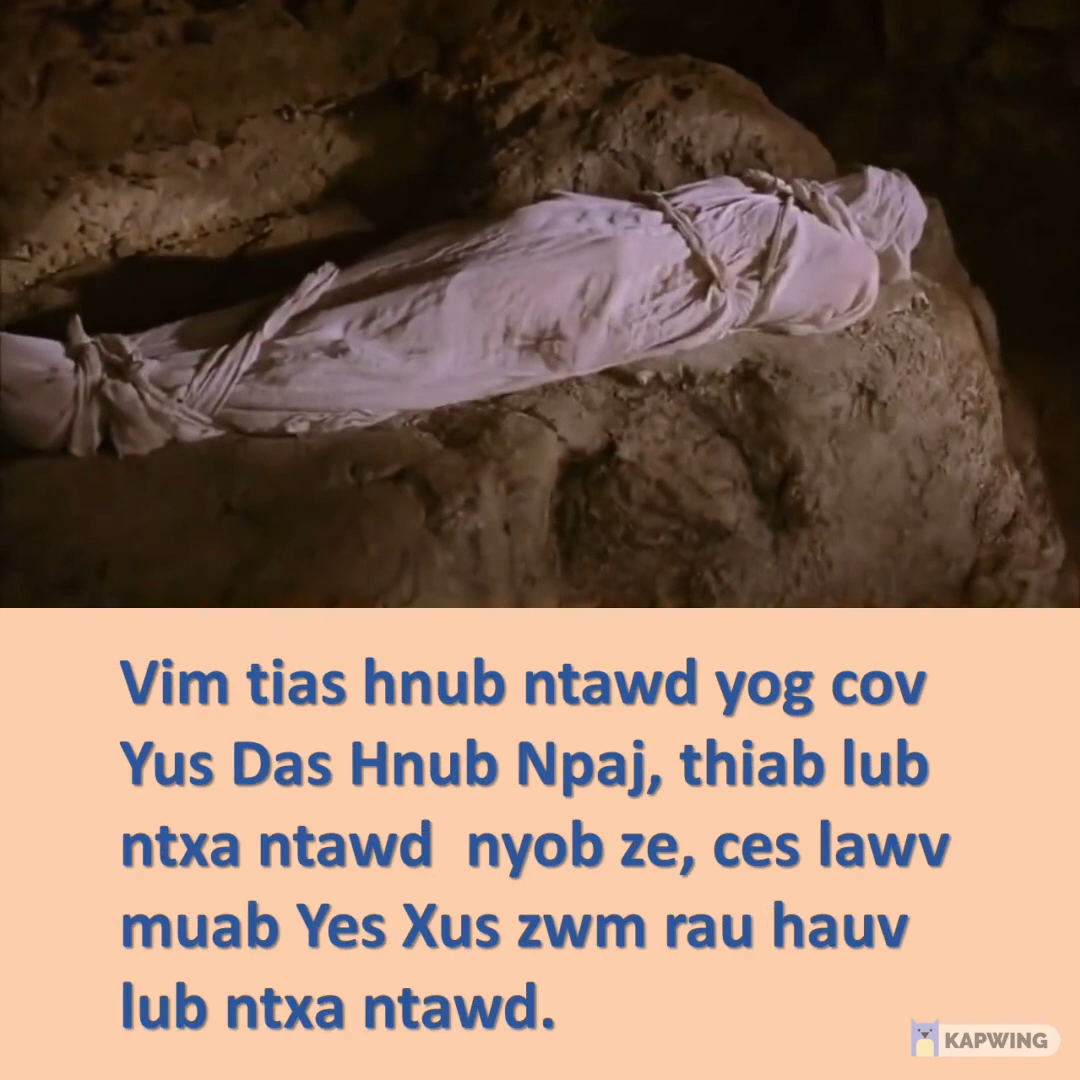 Vim tias hnub ntawd yog cov
Yus Das Hnub Npaj, thiab lub
ntxa ntawd  nyob ze, ces lawv
muab Yes Xus zwm rau hauv
lub ntxa ntawd.
KAPWING